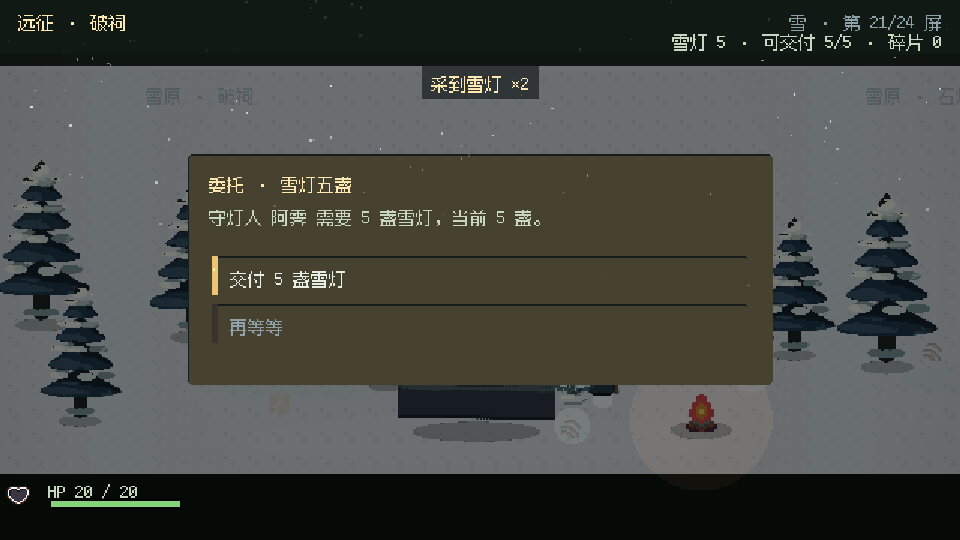 远征 · 破祠
雪 · 第 21/24 屏
雪灯 5 · 可交付 5/5 · 碎片 0
采到雪灯 ×2
雪原 · 破祠
雪原 · 石
委托 · 雪灯五盏
守灯人 阿霁 需要 5 盏雪灯，当前 5 盏。
交付 5 盏雪灯
再等等
HP 20 / 20